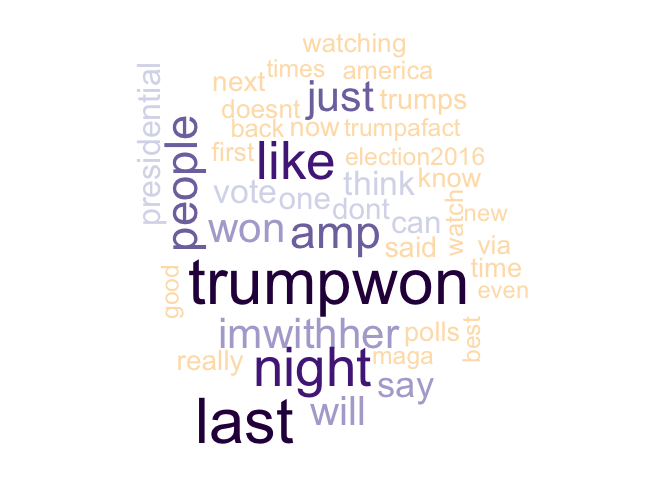 watching
times america
next
presidential
just trumps
doesnt
people
back now trumpafact
first like election2016
think know
vote one dont
can
watch
new
won amp said via
good
trumpwon time
even
imwithher polls
best
really night maga
say
last will